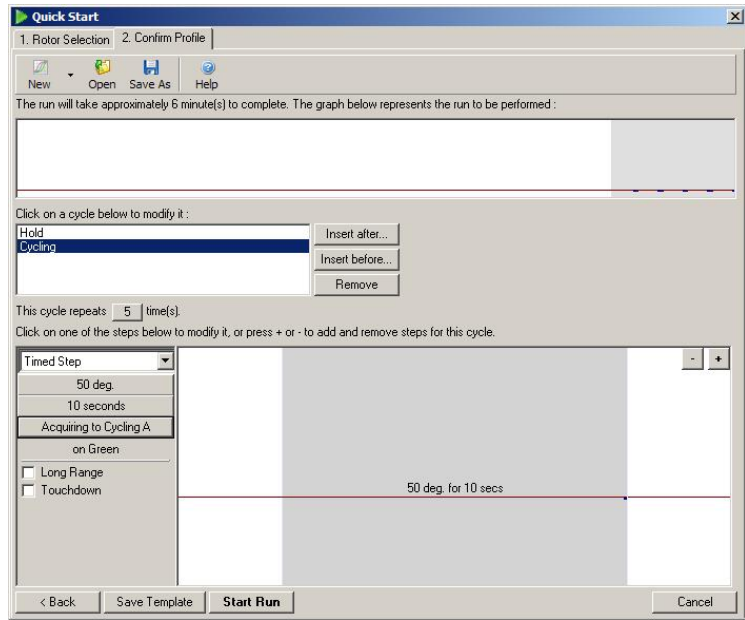 Quick Start
1. Rotor Selection 2. Confirm Profile
New Open Save As Help
The run will take approximately 6 minute(s) to complete. The graph below represents the run to be performed :
Click on a cycle below to modify it :
Hold
Cycling
Insert after...
Insert before...
Remove
This cycle repeats 5 time(s).
Click on one of the steps below to modify it, or press + or - to add and remove steps for this cycle.
Timed Step
- +
50 deg.
10 seconds
Acquiring to Cycling A
on Green
Long Range
Touchdown
50 deg. for 10 secs
< Back Save Template Start Run Cancel